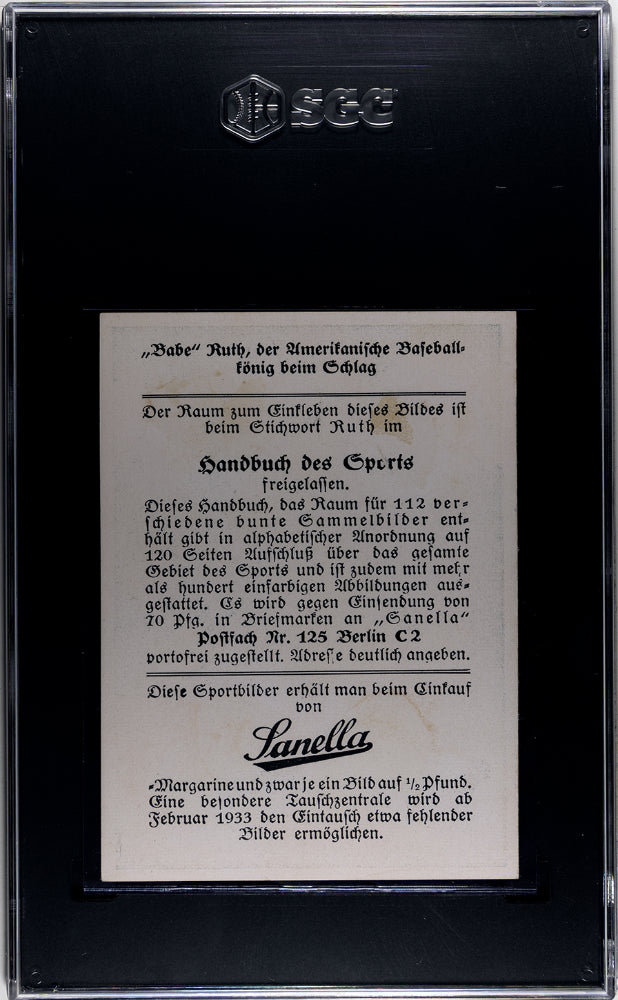 SGC
„Babe“ Ruth, der Amerikanische Baseball-
könig beim Schlag
Der Raum zum Einkleben dieses Bildes ist
beim Stichwort Ruth im
Handbuch des Sports
freigelassen.
Dieses Handbuch, das Raum für 112 ver-
schiedene bunte Sammelbilder ent-
hält gibt in alphabetischer Anordnung auf
120 Seiten Aufschluß über das gesamte
Gebiet des Sports und ist zudem mit mehr
als hundert einfarbigen Abbildungen aus-
gestattet. Es wird gegen Einsendung von
70 Pfg. in Briefmarken an „Sanella“
Postfach Nr. 125 Berlin C 2
portofrei zugestellt. Adresse deutlich angeben.
Diese Sportbilder erhält man beim Einkauf
von
Sanella
-Margarine und zwar je ein Bild auf ½ Pfund.
Eine besondere Tauschzentrale wird ab
Februar 1933 den Eintausch etwa fehlender
Bilder ermöglichen.